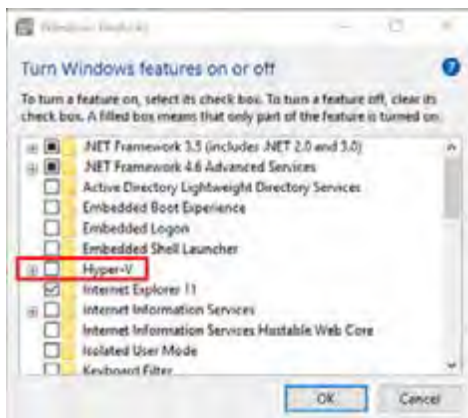 Windows Features
Turn Windows features on or off
To turn a feature on, select its check box. To turn a feature off, clear its
check box. A filled box means that only part of the feature is turned on.
.NET Framework 3.5 (includes .NET 2.0 and 3.0)
.NET Framework 4.6 Advanced Services
Active Directory Lightweight Directory Services
Embedded Boot Experience
Embedded Logon
Embedded Shell Launcher
Hyper-V
Internet Explorer 11
Internet Information Services
Internet Information Services Hostable Web Core
Isolated User Mode
Keyboard Filter
OK
Cancel